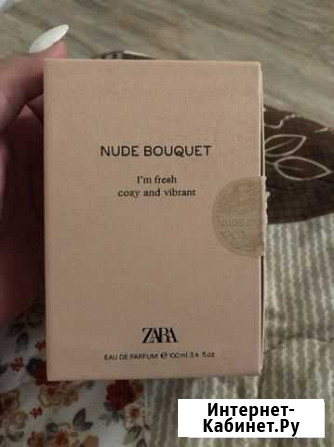 NUDE BOUQUET
I'm fresh
cozy and vibrant
ZARA
EAU DE PARFUM ℮ 100ml 3.4 fl.oz
Интернет-
Кабинет.Ру